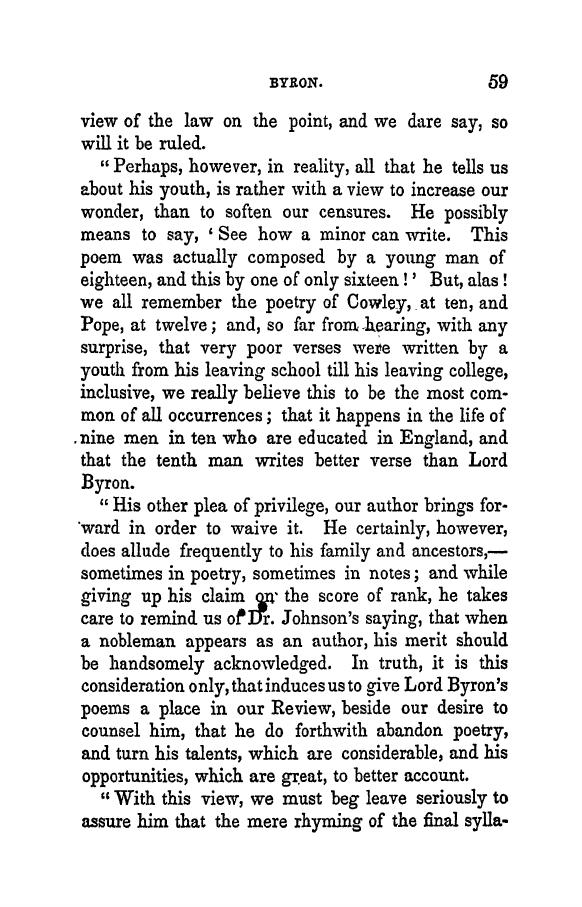 BYRON. 59
view of the law on the point, and we dare say, so
will it be ruled.
“ Perhaps, however, in reality, all that he tells us
about his youth, is rather with a view to increase our
wonder, than to soften our censures. He possibly
means to say, ‘ See how a minor can write. This
poem was actually composed by a young man of
eighteen, and this by one of only sixteen ! ’ But, alas !
we all remember the poetry of Cowley, at ten, and
Pope, at twelve ; and, so far from hearing, with any
surprise, that very poor verses were written by a
youth from his leaving school till his leaving college,
inclusive, we really believe this to be the most com-
mon of all occurrences ; that it happens in the life of
nine men in ten who are educated in England, and
that the tenth man writes better verse than Lord
Byron.
“ His other plea of privilege, our author brings for-
ward in order to waive it. He certainly, however,
does allude frequently to his family and ancestors,—
sometimes in poetry, sometimes in notes ; and while
giving up his claim on the score of rank, he takes
care to remind us of Dr. Johnson’s saying, that when
a nobleman appears as an author, his merit should
be handsomely acknowledged. In truth, it is this
consideration only, that induces us to give Lord Byron’s
poems a place in our Review, beside our desire to
counsel him, that he do forthwith abandon poetry,
and turn his talents, which are considerable, and his
opportunities, which are great, to better account.
“ With this view, we must beg leave seriously to
assure him that the mere rhyming of the final sylla-